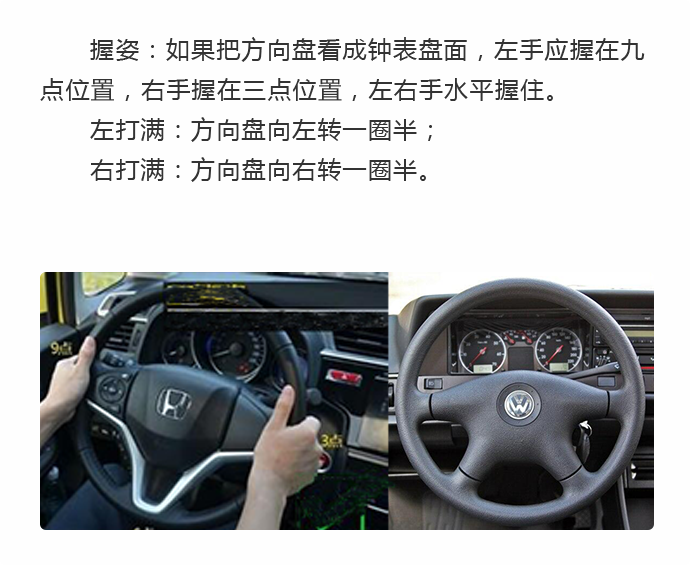 握姿：如果把方向盘看成钟表盘面，左手应握在九
点位置，右手握在三点位置，左右手水平握住。
左打满：方向盘向左转一圈半；
右打满：方向盘向右转一圈半。
9点
3点